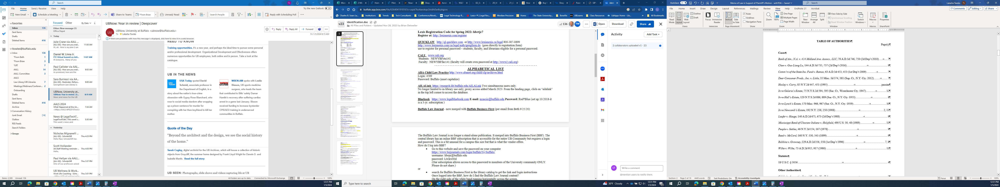 Search
Try the new Outlook
Off
File
Home
Send / Receive
View
Help
New Email
Schedule a Meeting
Share to Teams
*From Brian
Unread/ Read
Search People
Reply with Scheduling Poll
Favorites
Inbox 136
Sent Items
Drafts
Deleted Items 416
ltowles@buffalo.edu
Inbox 136
*From Beth 1
*From Brian 3
*LRT 7
AALL 14
AALL Committee 3
AALS
Law Library/UB Libraries 7
Meetings/Webinars/Conferen... 2
Onboarding
Drafts
Sent Items
Deleted Items 416
Archive
Conversation History
Junk Email [14]
Outbox
RSS Feeds
Search Folders
Groups
Focused Other By Date
Other: New message (1)
Office Depot
Today
Julie Crane via AALL ...
[ALL-SIS] : How are you eval... 11:50 AM
Hi, all. Here is my plan (I am
Daniel W. Linna Jr.
FTC Virtual Summit on Arti... 11:07 AM
Hi everyone, Many of you
Paul Callister via AAL...
[ALL-SIS] : How are you eval... 9:55 AM
As promised, here are the
Sara Burriesci via AA...
[ALL-SIS] : Reminder: Refere... 9:00 AM
Georgetown Law Library is
UBNow, University at...
UBNow: Year in review | D... 8:19 AM
News and views for the UB
AALS 2024
What Happened at the An... 7:34 AM
News @ LegalTechT...
LegalTechTalk | This week's... 5:30 AM
This week's news and
Yesterday
Nicholas Mignanelli ...
[ALL-SIS] : ScholarSift Thu 4:25 PM
Hello Paul, ScholarSift has
Scott Hollander
All-Staff Meeting reminder ... Thu 4:05 PM
Hello,
Paul Hellyer via AALL...
[ALL-SIS] : ScholarSift Thu 3:57 PM
One of our professors asked
UB Wellness & Work...
Work Life Coaching - Sche... Thu 3:01 PM
UBNow: Year in review | Deepcover
UBNow, University at Buffalo <ubnow@buffalo.edu>
To Latasha Towles
Reply
Reply All
Forward
Fri 1/5/2024 8:15 AM
If there are problems with how this message is displayed, click here to view it in a web browser.
NEED TO KNOW
Training opportunities. It's a new year, and perhaps the ideal time to pursue some personal
and/or professional development. Organizational Development and Effectiveness offers
numerous opportunities for UB employees, both online and in person. Take a look at the
catalogue.
UB IN THE NEWS
USA TODAY
USA Today quoted David
Schmid, associate professor in
the Department of English, in a
story about the nation's true-crime
obsession with Gypsy Rose Blanchard, who
rose to social media stardom after wrapping
up a prison sentence for murder for
conspiring with her then-boyfriend to kill her
mother.
WBEN
WBEN-AM spoke with Leslie
Bisson, UB sports medicine
surgeon, who leads the team
that contributed to Bills' safety Damar
Hamlin's recovery after suffering cardiac
arrest in a game last January. Bisson
received funding to increase bystander
CPR/AED training in underserved
communities in Buffalo.
Quote of the Day
“Beyond the architect and the design, we see the social history
of the home.”
Sarah Cogley, digital archivist for the UB Archives, which will house a collection of historic
objects from Graycliff, the summer home designed by Frank Lloyd Wright for Darwin D. and
Isabelle Martin. Read the full story
UB SEEN: Photographs, slide shows and videos capturing life at UB
Items: 2,589 Unread: 136
All folders are up to date. Connected to: Microsoft Exchange 100%
12:31 PM
1/5/2024
buffalo.app.box.com/file/636404191816?s=uqsk7ko4axokqo3nidhi5e4lcylqjcvs
Charles B. Sears La...
Institutions
Trends
Tech Consultants
Conferences/Meeti...
Legal Technology R...
Lexis+® | Legal Res...
Westlaw Precision
Home
The State Universit...
Benefits
UBLearns
Class Resources
LibApps Home - Lib...
All Bookmarks
v23
identification.doc
All Files and Folders - Updated Nov 28, 2023 by Brian Detweiler
136
TW
Open
Download
Share
1
Lexis Registration Code for Spring 2022: hbrtjc7
Register at: http://lexisnexis.com/register
QUICKLAW http://ql.quicklaw.com or http://www.lexisnexis.ca/legal 800-387-0899
http://www.lexisnexis.com/ca/legal/auth/ipregform.do (goes directly to registration form)
use to register for personal password – students, faculty, and librarians eligible for a personal password.
CALI www.cali.org
Students: NEWYBFstu141
Faculty: NEWYBFfac141 (faculty will create own password at http://www2.cali.org)
ALPHABETICAL LIST
ABA Child Law Practice http://www.abanet.org/child/clp/archives.html
Login: 4589
Password: Buffalo (must capitalize)
AILALink https://research.lib.buffalo.edu/AILALink Two simultaneous users only.
No longer limited to in-library use only; proxy access added March 2023. From the landing page, click on “ailalink”
in the top left corner to access the database.
Bluebook https://www.legalbluebook.com E-mail: ncascio@buffalo.edu Password: Red*Blue (set up 10/2018-it
is a 3-yr. subscription )
Buffalo Law Journal - now merged with Buffalo Business First (per email from Beth 9/25/20)
The Buffalo Law Journal is no longer a stand-alone publication. It merged into Buffalo Business First (BBF). The
central library has an online BBF subscription that is accessible for the entire UB Community but requires a login
and password. This is a bit unusual for a campus this size but that is what the vendor offers.
How do I log into BBF?
• Go to this website and save the password on your computer
https://www.bizjournals.com/login/buffalo?r=/buffalo/
username: libejn@buffalo.edu
password: L0ckw00d
(Our subscription allows access to this password to members of the University community ONLY.
Please do not share.)
or
• search for Buffalo Business First in the library catalog to get the link and login instructions
Once logged into the BBF, how do I find the Buffalo Law Journal content?
On the right side of the white band running horizontally across the screen,
Activity
Add Task
2 collaborators uploaded v1 - 23
LT
Write a comment
@mention users to notify them.
Type here to search
30°F Cloudy
12:31 PM
1/5/2024
AutoSave On
Memo of Law in Support of Plaintiff's Motion - withTOA • Saved
Search
Latasha Towles LT
File Home Insert Draw Design Layout References Mailings Review View Help EndNote 21 Acrobat
Comments
Editing
Share
Read Mode
Print Layout
Web Layout
Outline
Draft
Focus
Immersive Reader
Vertical
Side to Side
Ruler
Gridlines
Navigation Pane
Zoom
100%
One Page
Multiple Pages
Page Width
New Window
Arrange All
Split
View Side by Side
Synchronous Scrolling
Reset Window Position
Switch Windows
Macros
Properties
Views Immersive Page Movement Show Zoom Window Macros SharePoint
TABLE·OF·AUTHORITIES¶
Page(s)¶
Cases¶
Bank of Am., N.A. v. 414 Midland Ave. Assocs., LLC, 78 A.D.3d 746, 750 (2d Dep't 2010) 7¶
Chen v. Guo Liang Lu, 144 A.D.3d 735, 737 (2d Dep't 2016) 9¶
Comm'rs of the State Ins. Fund v. Ramos, 63 A.D.3d 453, 453 (1st Dep't 2009) 7¶
Deer Consumer Prods., Inc. v. Little, 35 Misc. 3d 374, 381 (Sup. Ct., N.Y. Cty. 2012) 7¶
Hosley v. Curry, 85 N.Y.2d 447, 451 (1995) passim¶
In re Gelarie's Estate, 75 N.Y.S.2d 594, 595 (Sur. Ct., Westchester Cty. 1947) 12¶
In re Hall's Estate, 120 N.Y.S.2d 886, 889 (Sur. Ct., N.Y. Cty. 1953) 8¶
In re Lynch's Estate, 170 Misc. 966, 967 (Sur. Ct., N.Y. Cty. 1939) 10¶
In re Newcomb's Estate, 192 N.Y. 238, 250 (1908) 2, 11¶
Laufer v. Hauge, 140 A.D.2d 671, 673 (2d Dep't 1988) 9¶
Mississippi Band of Choctaw Indians v. Holyfield, 490 U.S. 30, 48 (1989) 11¶
People v. Settles, 46 N.Y.2d 154, 167 (1978) 9¶
Reed v. McCord, 160 N.Y. 330, 341 (1899) 9¶
Robbins v. Growney, 229 A.D.2d 356, 358 (1st Dep't 1996) 7, 8¶
Wilke v. Wilke, 73 A.D.2d 915, 917 (1980) 11¶
Statutes¶
18 U.S.C. § 3056 4¶
Other·Authorities¶
Section: 2 Page 3 of 19 4449 words Text Predictions: On Accessibility: Investigate Focus 100%
12:31 PM
1/5/2024